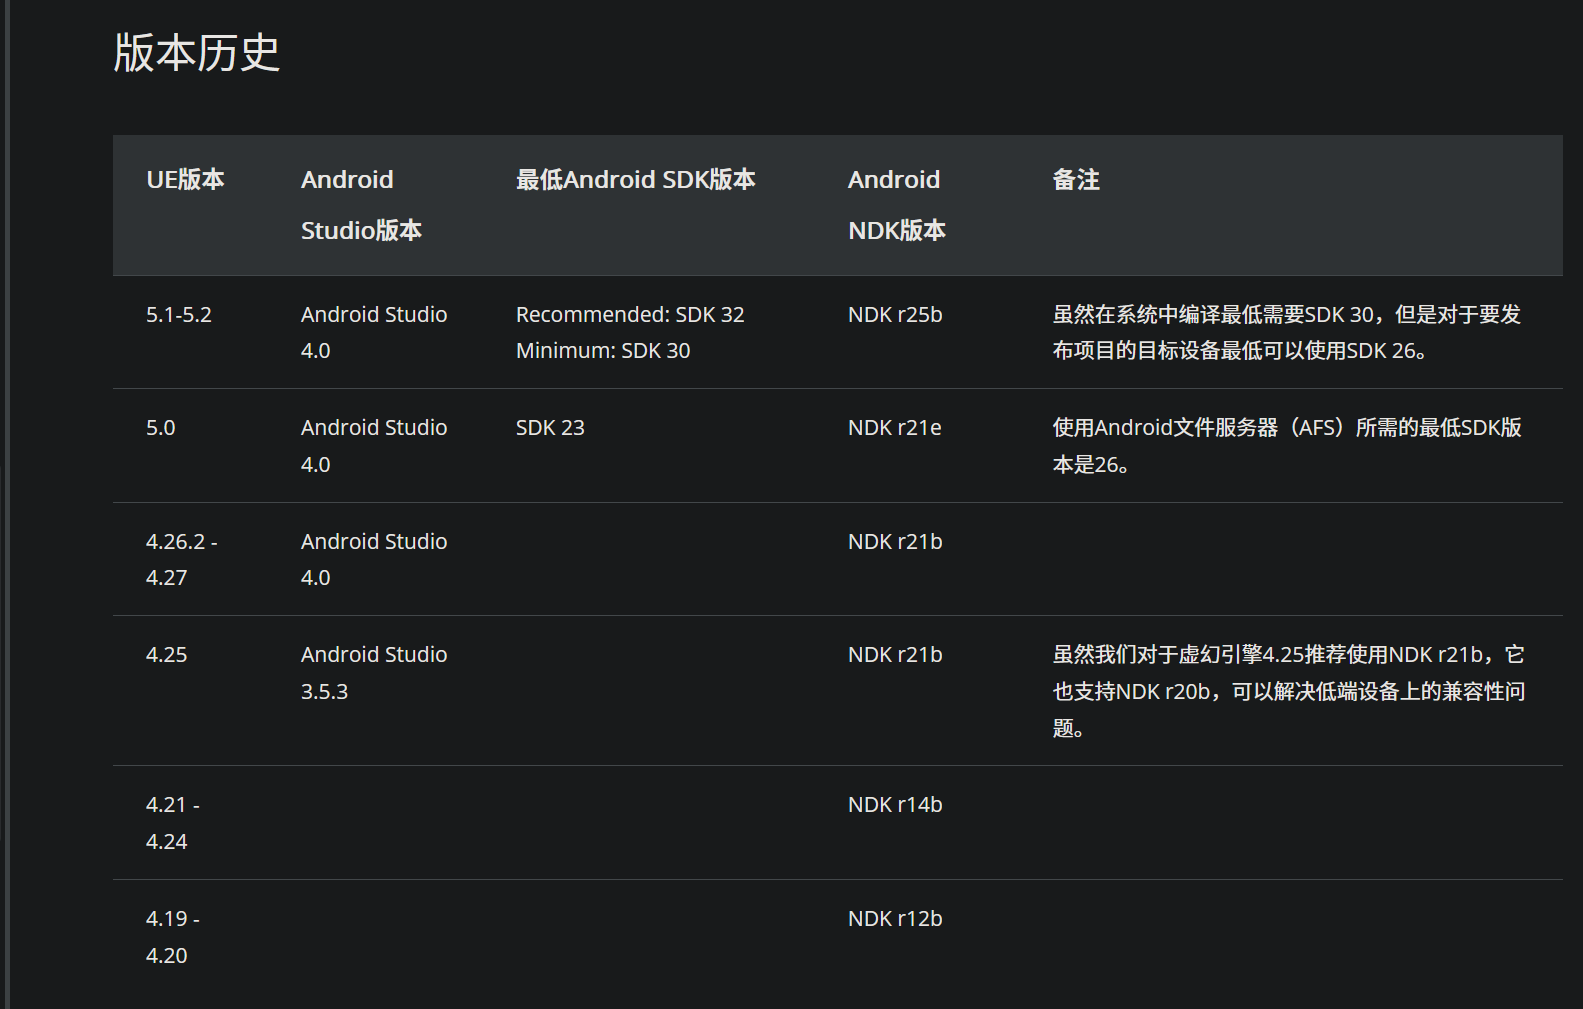 版本历史
UE版本
Android
Studio版本
最低Android SDK版本
Android
NDK版本
备注
5.1-5.2
Android Studio
4.0
Recommended: SDK 32
Minimum: SDK 30
NDK r25b
虽然在系统中编译最低需要SDK 30，但是对于要发
布项目的目标设备最低可以使用SDK 26。
5.0
Android Studio
4.0
SDK 23
NDK r21e
使用Android文件服务器（AFS）所需的最低SDK版
本是26。
4.26.2 -
4.27
Android Studio
4.0
NDK r21b
4.25
Android Studio
3.5.3
NDK r21b
虽然我们对于虚幻引擎4.25推荐使用NDK r21b，它
也支持NDK r20b，可以解决低端设备上的兼容性问
题。
4.21 -
4.24
NDK r14b
4.19 -
4.20
NDK r12b